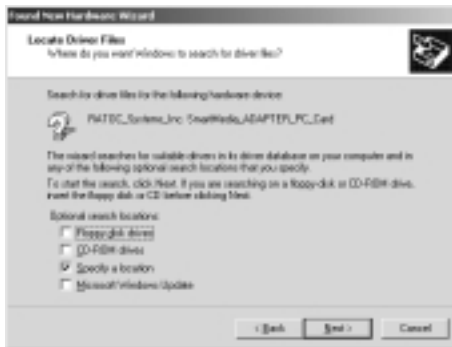 Found New Hardware Wizard
Locate Driver Files
Where do you want Windows to search for driver files?
Search for driver files for the following hardware device:
RATOC_Systems_Inc. SmartMedia_ADAPTER_PC_Card
The wizard searches for suitable drivers in its driver database on your computer and in
any of the following optional search locations that you specify.
To start the search, click Next. If you are searching on a floppy disk or CD-ROM drive,
insert the floppy disk or CD before clicking Next.
Optional search locations:
Floppy disk drives
CD-ROM drives
Specify a location
Microsoft Windows Update
< Back
Next >
Cancel